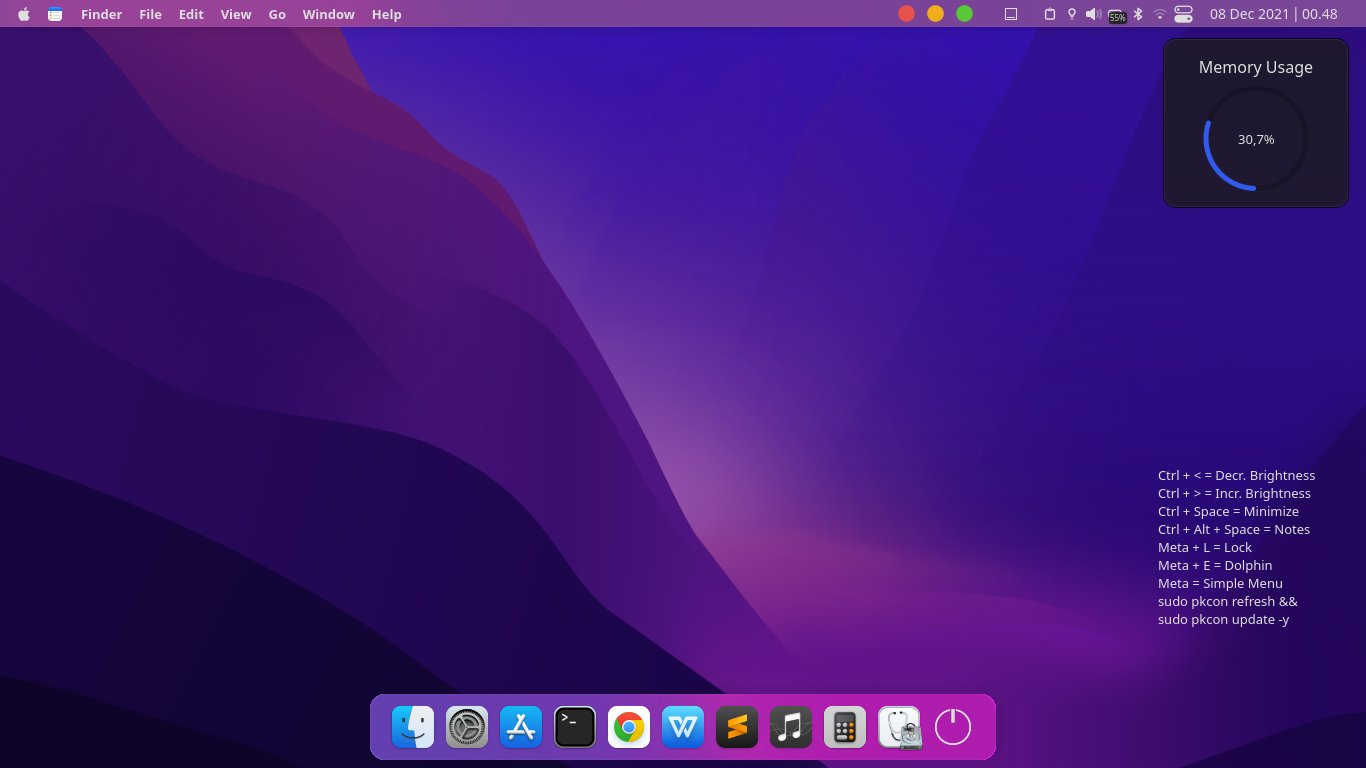 Finder File Edit View Go Window Help 55% 08 Dec 2021 | 00.48
Memory Usage
30,7%
Ctrl + < = Decr. Brightness
Ctrl + > = Incr. Brightness
Ctrl + Space = Minimize
Ctrl + Alt + Space = Notes
Meta + L = Lock
Meta + E = Dolphin
Meta = Simple Menu
sudo pkcon refresh &&
sudo pkcon update -y
>_